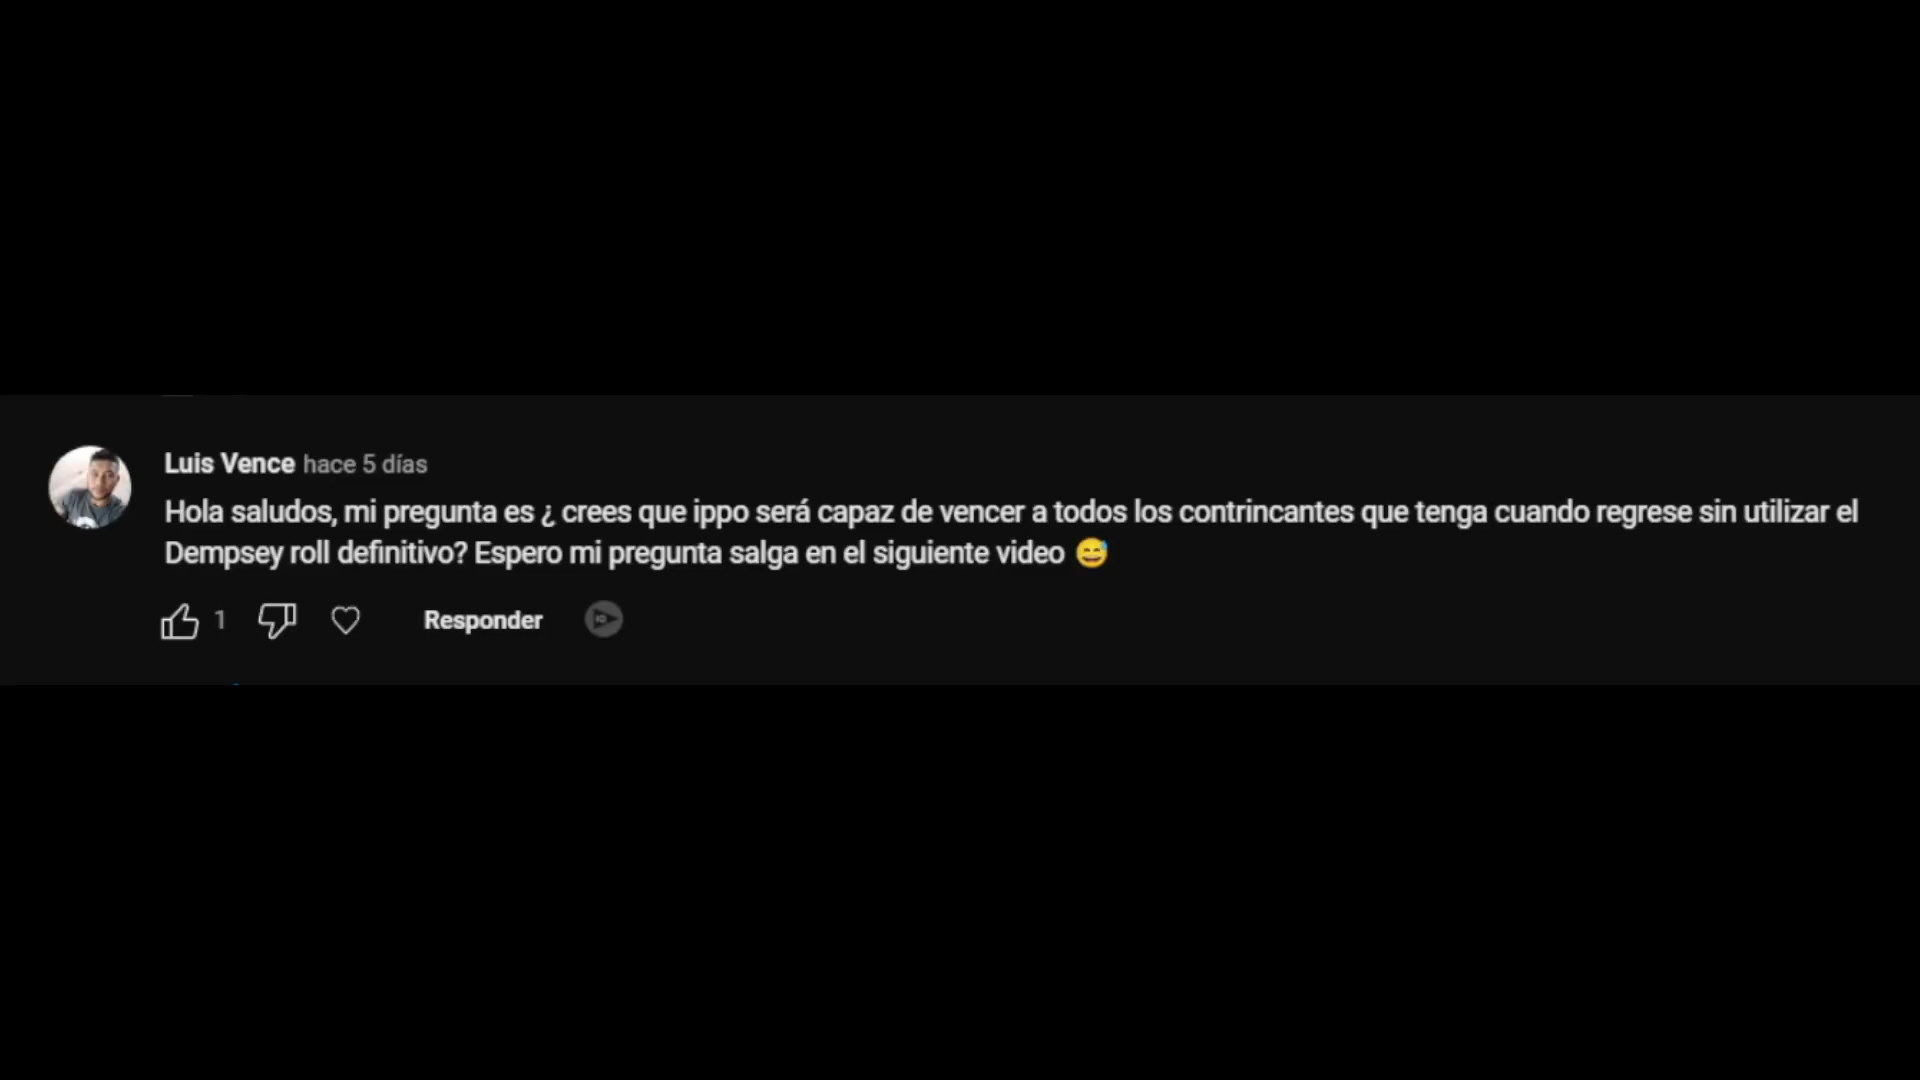 Luis Vence hace 5 días
Hola saludos, mi pregunta es ¿ crees que ippo será capaz de vencer a todos los contrincantes que tenga cuando regrese sin utilizar el
Dempsey roll definitivo? Espero mi pregunta salga en el siguiente video 😅
1 Responder